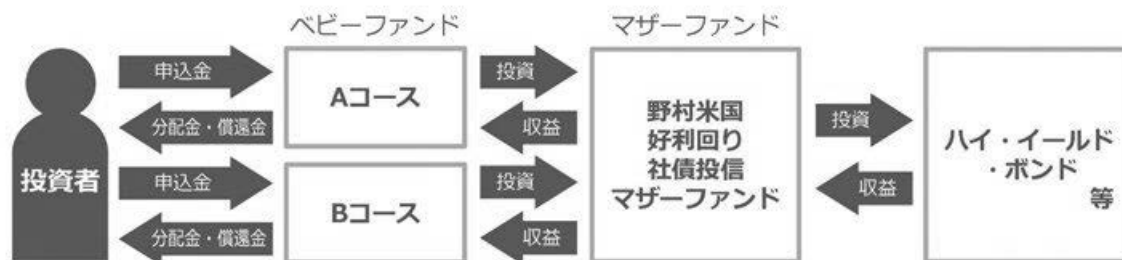 ベビーファンド
マザーファンド
投資者
申込金
分配金・償還金
申込金
分配金・償還金
Aコース
Bコース
投資
収益
投資
収益
野村米国
好利回り
社債投信
マザーファンド
投資
収益
ハイ・イールド
・ボンド
等